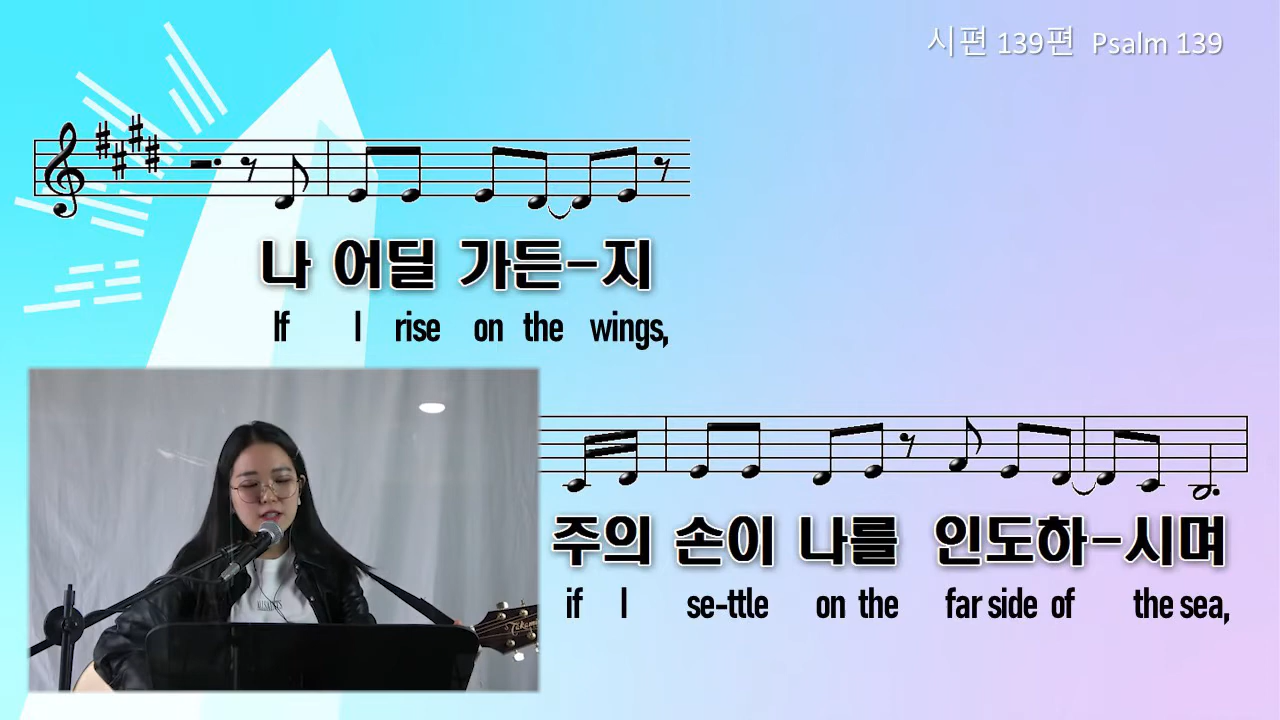 시편 139편 Psalm 139
나 어딜 가든-지
If I rise on the wings,
주의 손이 나를 인도하-시며
if I se-ttle on the far side of the sea,
ALLSAINTS
Takamine